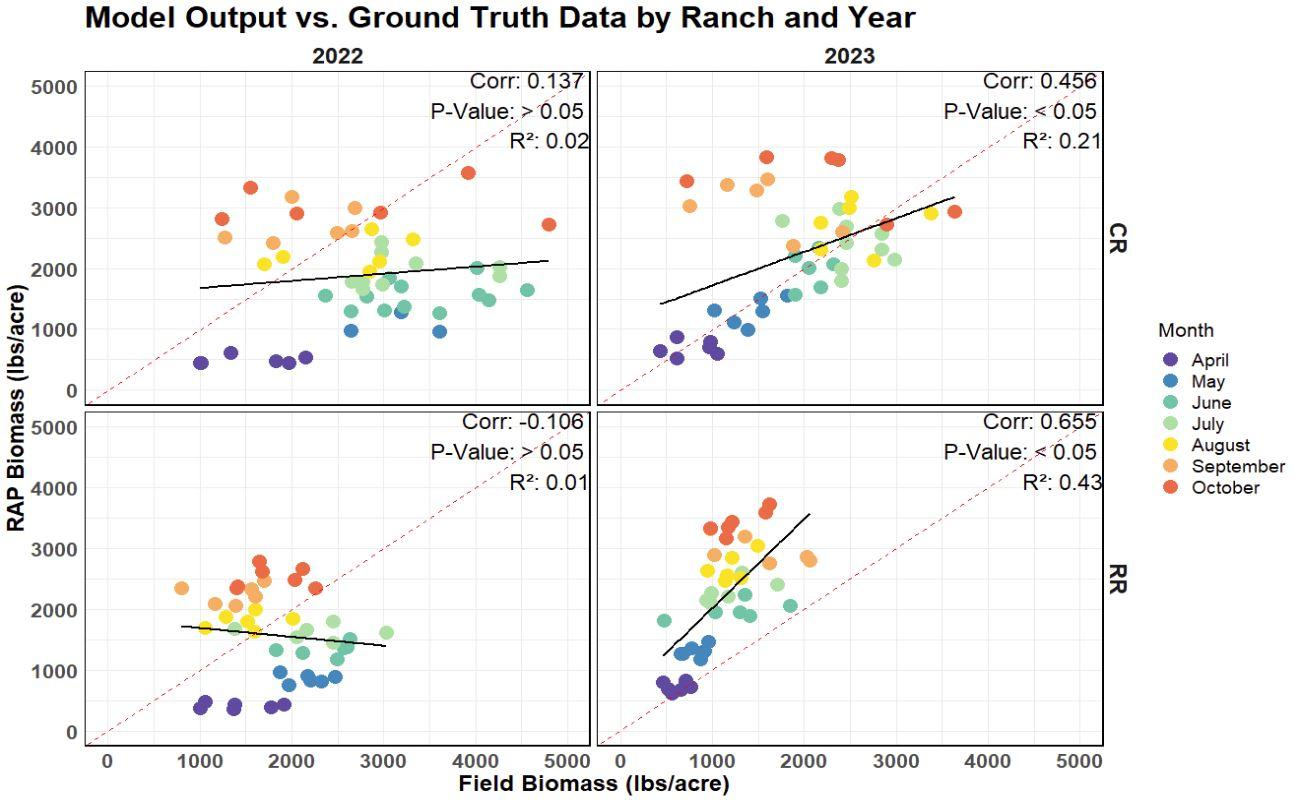 Model Output vs. Ground Truth Data by Ranch and Year
2022
2023
Corr: 0.137
P-Value: > 0.05
R²: 0.02
Corr: 0.456
P-Value: < 0.05
R²: 0.21
5000
4000
3000
2000
1000
0
CR
Corr: -0.106
P-Value: > 0.05
R²: 0.01
Corr: 0.655
P-Value: < 0.05
R²: 0.43
5000
4000
3000
2000
1000
0
RR
RAP Biomass (lbs/acre)
0 1000 2000 3000 4000 5000
0 1000 2000 3000 4000 5000
Field Biomass (lbs/acre)
Month
April
May
June
July
August
September
October